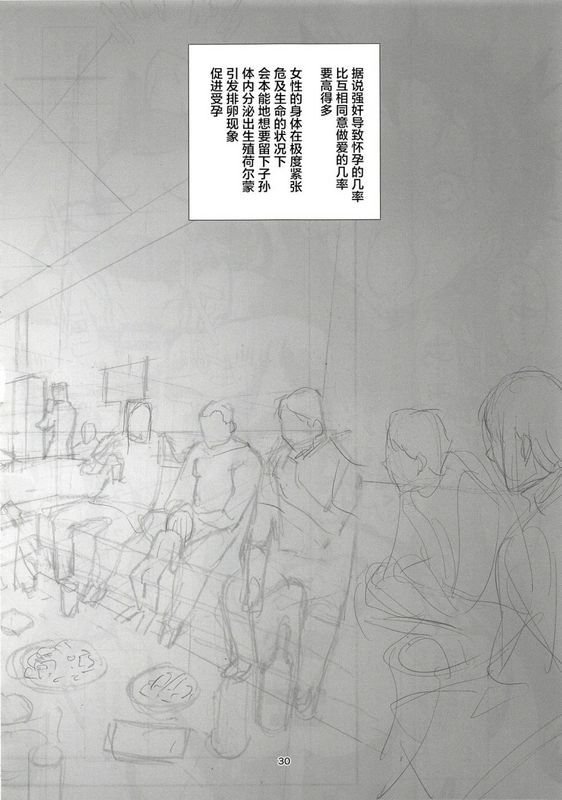 据说强奸导致怀孕的几率
比互相同意做爱的几率
要高得多
女性的身体在极度紧张
危及生命的状况下
会本能地想要留下子孙
体内分泌出生殖荷尔蒙
引发排卵现象
促进受孕
30